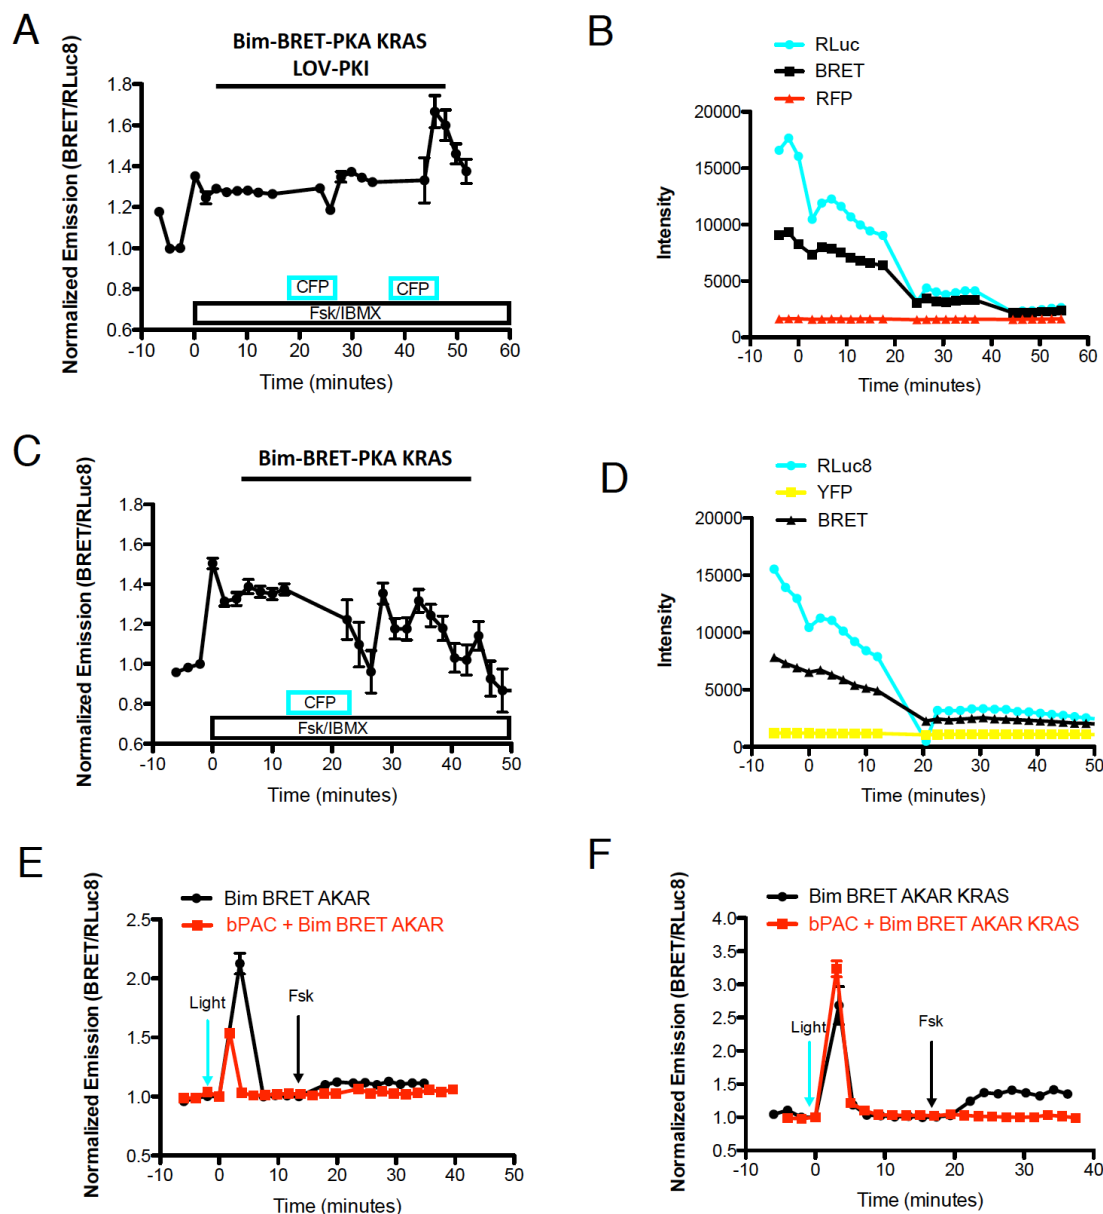 A
Bim-BRET-PKA KRAS
LOV-PKI
Normalized Emission (BRET/RLuc8)
1.8
1.6
1.4
1.2
1.0
0.8
0.6
CFP
CFP
Fsk/IBMX
-10 0 10 20 30 40 50 60
Time (minutes)
B
RLuc
BRET
RFP
Intensity
20000
15000
10000
5000
0
-10 0 10 20 30 40 50 60
Time (minutes)
C
Bim-BRET-PKA KRAS
Normalized Emission (BRET/RLuc8)
1.8
1.6
1.4
1.2
1.0
0.8
0.6
CFP
Fsk/IBMX
-10 0 10 20 30 40 50
Time (minutes)
D
RLuc8
YFP
BRET
Intensity
20000
15000
10000
5000
0
-10 0 10 20 30 40 50
Time (minutes)
E
Bim BRET AKAR
bPAC + Bim BRET AKAR
Normalized Emission (BRET/RLuc8)
2.5
2.0
1.5
1.0
0.5
Light
Fsk
-10 0 10 20 30 40 50
Time (minutes)
F
Bim BRET AKAR KRAS
bPAC + Bim BRET AKAR KRAS
Normalized Emission (BRET/RLuc8)
4.0
3.5
3.0
2.5
2.0
1.5
1.0
0.5
Light
Fsk
-10 0 10 20 30 40
Time (minutes)